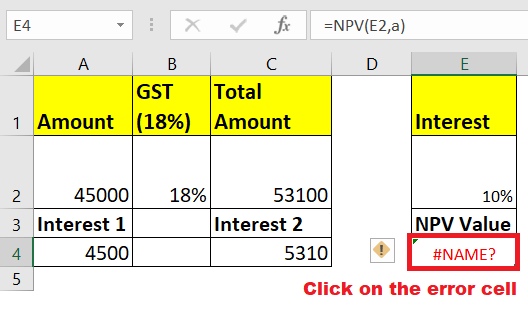 E4 fx =NPV(E2,a)
A B C D E
1 Amount GST (18%) Total Amount Interest
2 45000 18% 53100 10%
3 Interest 1 Interest 2 NPV Value
4 4500 5310 ! #NAME?
5
Click on the error cell